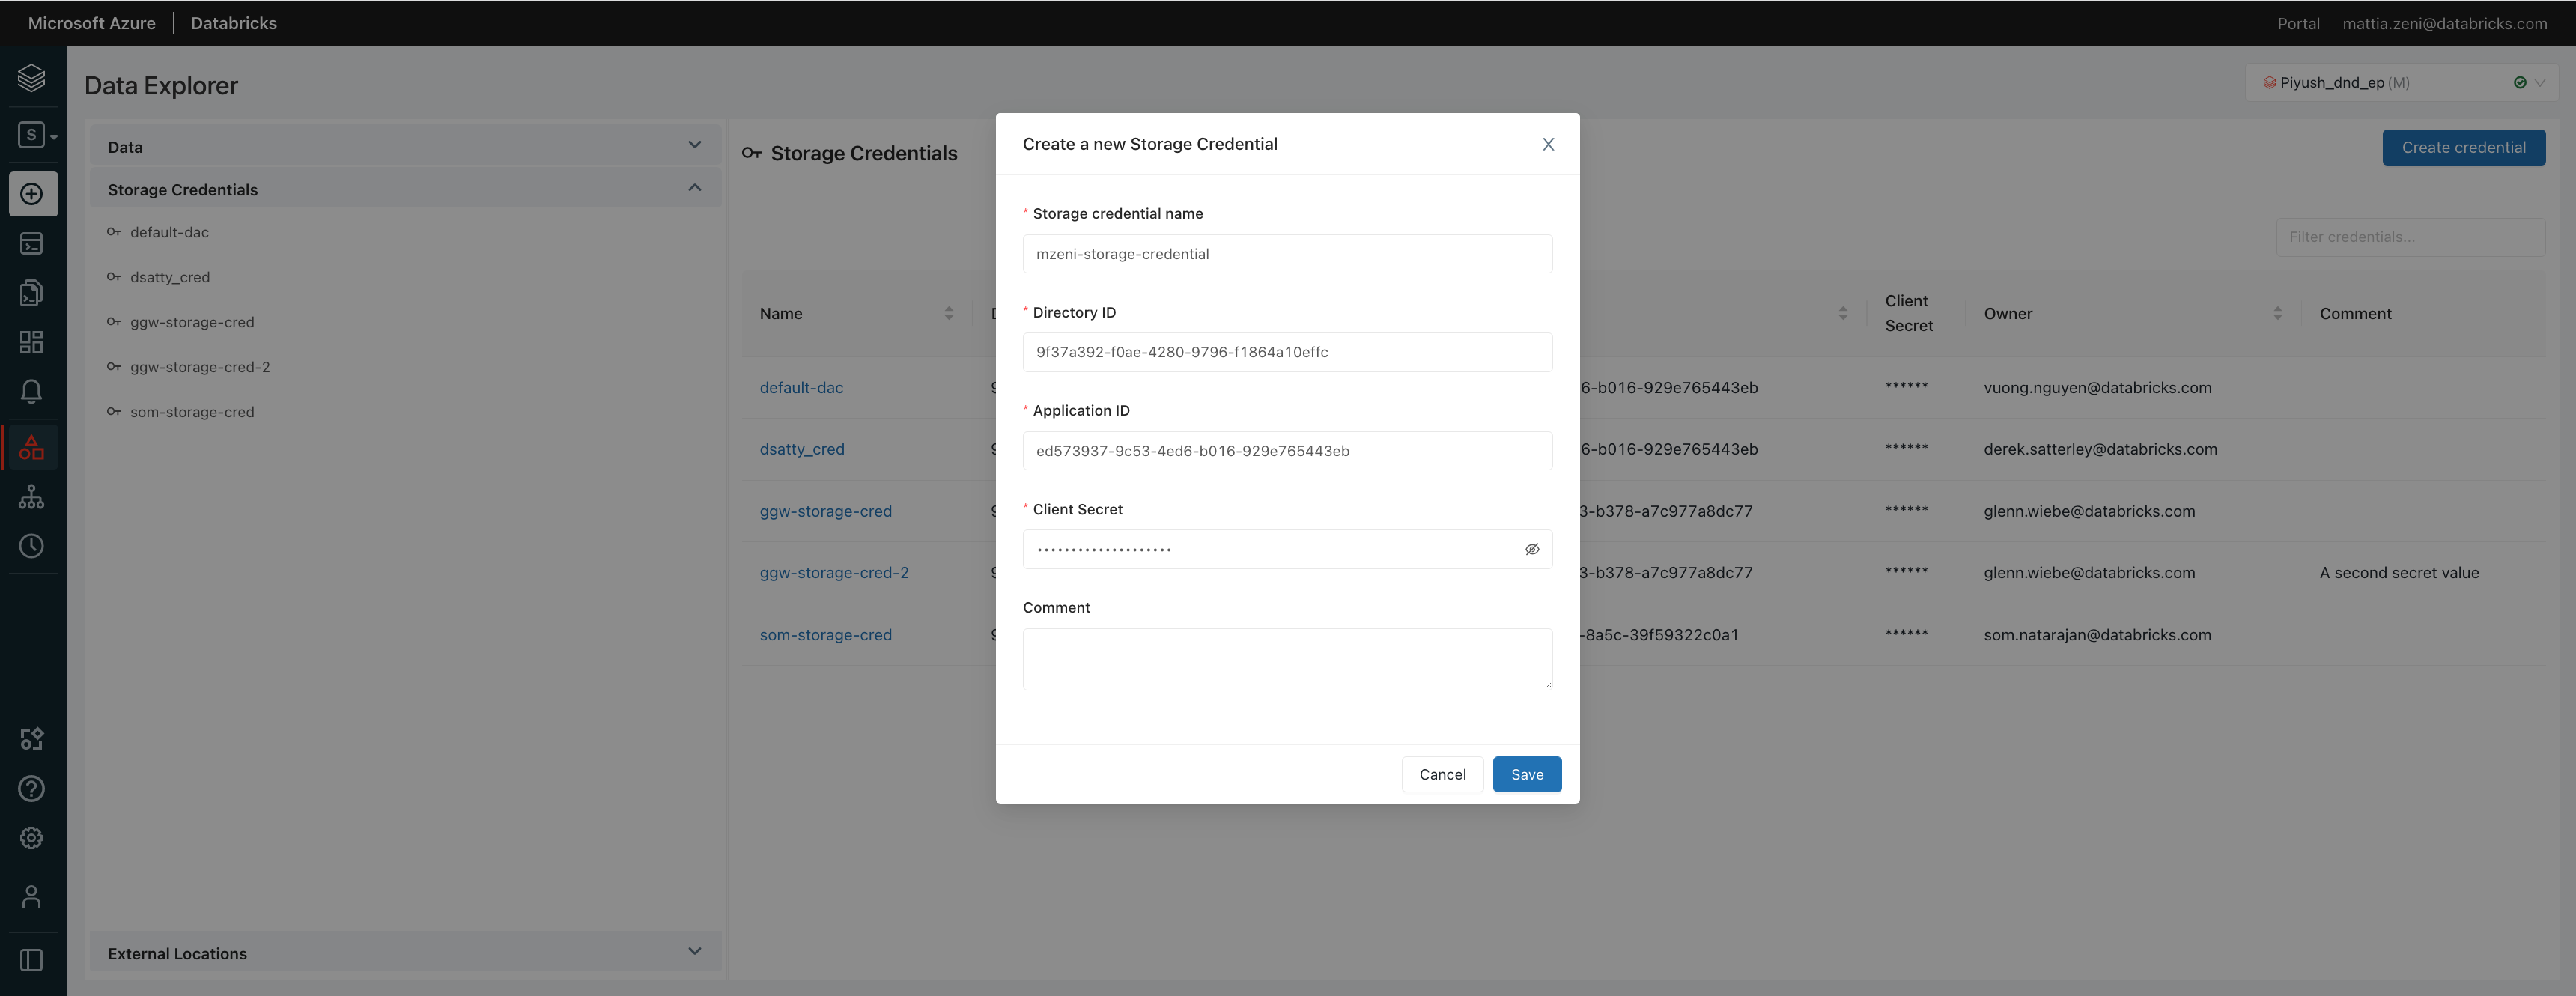 Microsoft Azure | Databricks
Portal mattia.zeni@databricks.com
Data Explorer
Piyush_dnd_ep (M)
S
Data
Storage Credentials
default-dac
dsatty_cred
ggw-storage-cred
ggw-storage-cred-2
som-storage-cred
External Locations
Storage Credentials
Create credential
Filter credentials...
Name Client Secret Owner Comment
default-dac 6-b016-929e765443eb ****** vuong.nguyen@databricks.com
dsatty_cred 6-b016-929e765443eb ****** derek.satterley@databricks.com
ggw-storage-cred 3-b378-a7c977a8dc77 ****** glenn.wiebe@databricks.com
ggw-storage-cred-2 3-b378-a7c977a8dc77 ****** glenn.wiebe@databricks.com A second secret value
som-storage-cred -8a5c-39f59322c0a1 ****** som.natarajan@databricks.com
Create a new Storage Credential
* Storage credential name
mzeni-storage-credential
* Directory ID
9f37a392-f0ae-4280-9796-f1864a10effc
* Application ID
ed573937-9c53-4ed6-b016-929e765443eb
* Client Secret
••••••••••••••••••••
Comment
Cancel Save